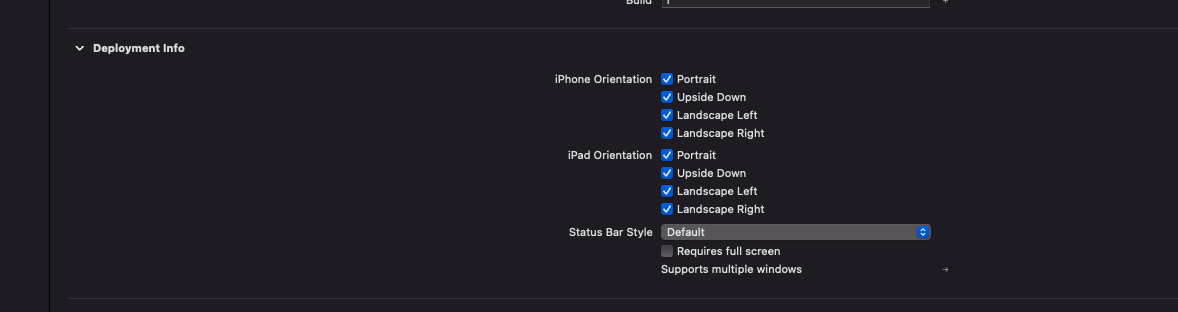 Build
Deployment Info
iPhone Orientation Portrait
Upside Down
Landscape Left
Landscape Right
iPad Orientation Portrait
Upside Down
Landscape Left
Landscape Right
Status Bar Style Default
Requires full screen
Supports multiple windows